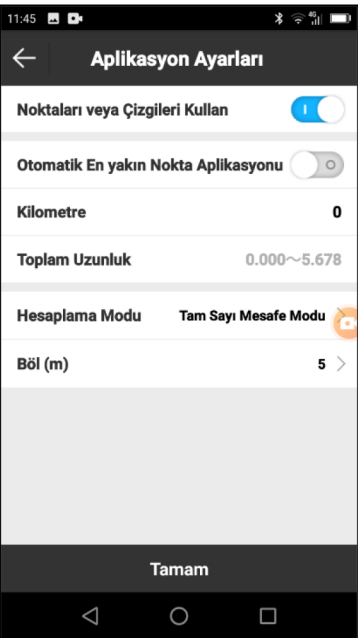 11:45 4G
Aplikasyon Ayarları
Noktaları veya Çizgileri Kullan
Otomatik En yakın Nokta Aplikasyonu
Kilometre 0
Toplam Uzunluk 0.000～5.678
Hesaplama Modu Tam Sayı Mesafe Modu
Böl (m) 5
Tamam